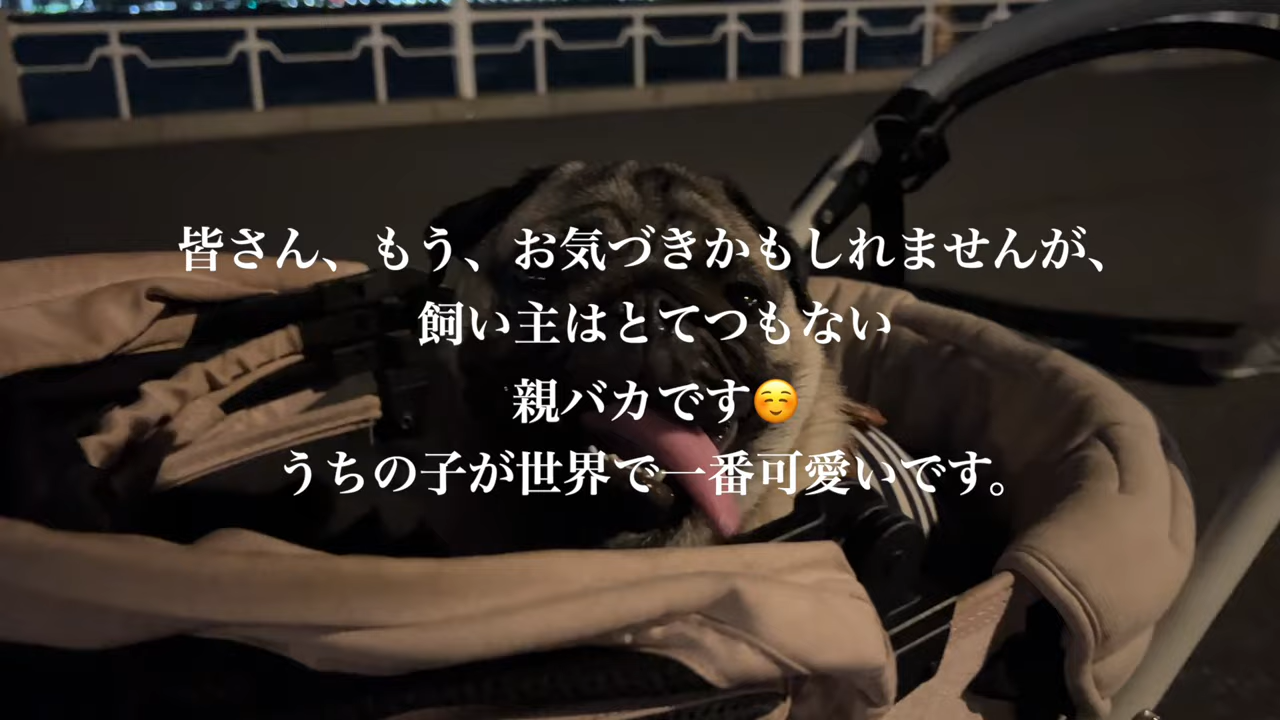 皆さん、もう、お気づきかもしれませんが、
飼い主はとてつもない
親バカです☺️
うちの子が世界で一番可愛いです。